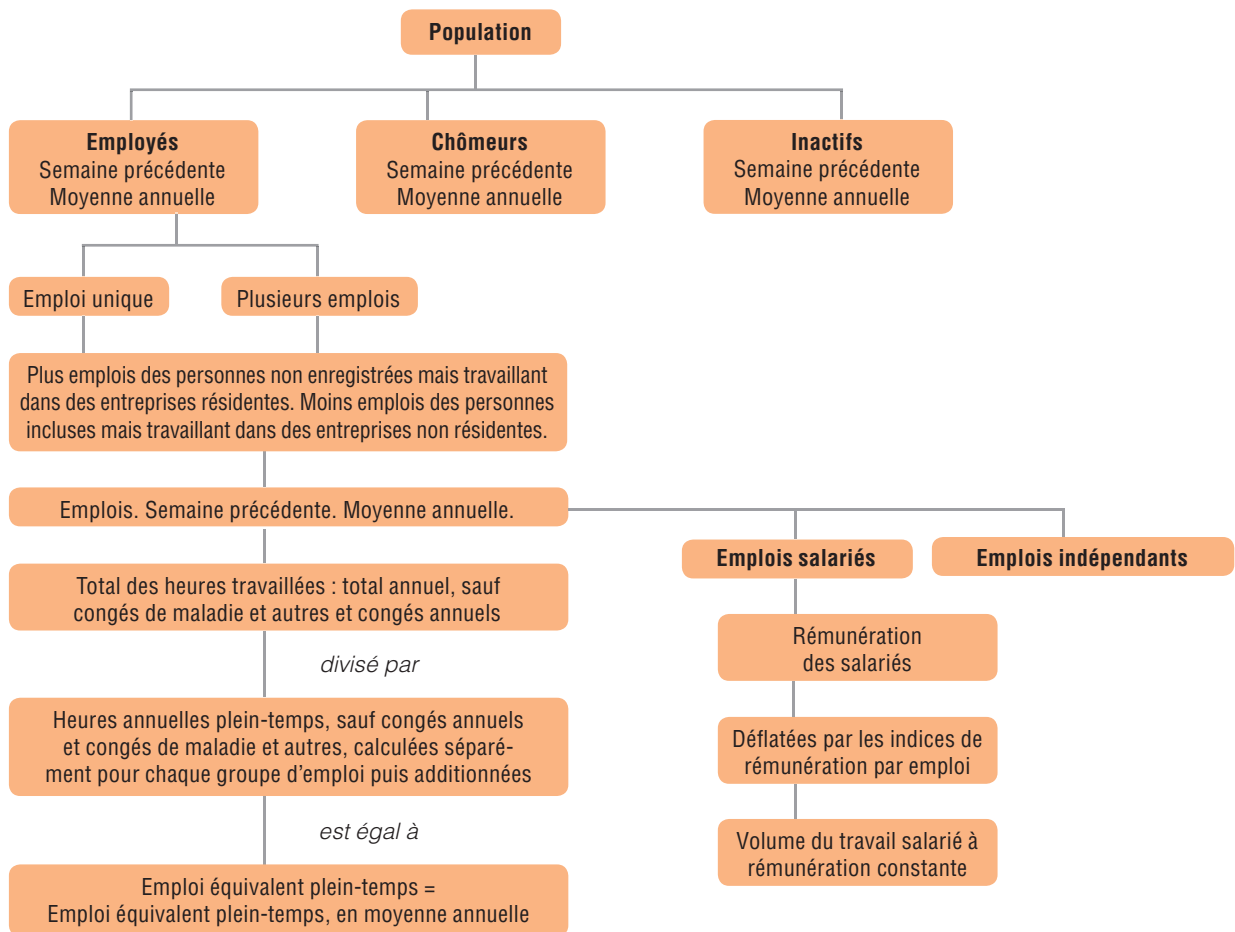 Population
Employés
Semaine précédente
Moyenne annuelle
Chômeurs
Semaine précédente
Moyenne annuelle
Inactifs
Semaine précédente
Moyenne annuelle
Emploi unique
Plusieurs emplois
Plus emplois des personnes non enregistrées mais travaillant
dans des entreprises résidentes. Moins emplois des personnes
incluses mais travaillant dans des entreprises non résidentes.
Emplois. Semaine précédente. Moyenne annuelle.
Emplois salariés
Emplois indépendants
Total des heures travaillées : total annuel, sauf
congés de maladie et autres et congés annuels
divisé par
Heures annuelles plein-temps, sauf congés annuels
et congés de maladie et autres, calculées séparé-
ment pour chaque groupe d'emploi puis additionnées
est égal à
Emploi équivalent plein-temps =
Emploi équivalent plein-temps, en moyenne annuelle
Rémunération
des salariés
Déflatées par les indices de
rémunération par emploi
Volume du travail salarié à
rémunération constante